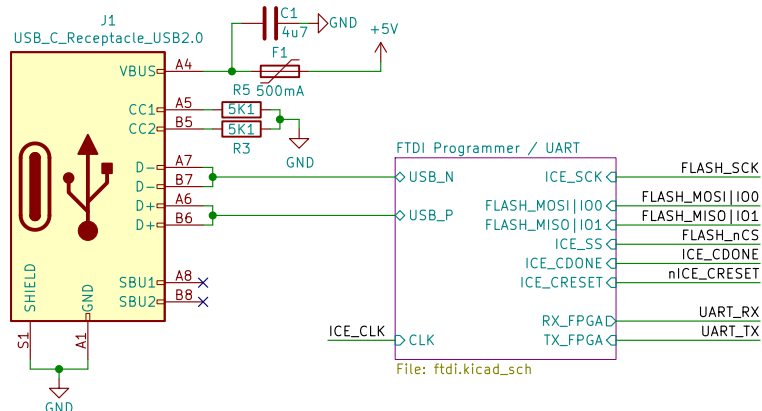 J1
USB_C_Receptacle_USB2.0
VBUS
A4
CC1
A5
CC2
B5
D-
A7
D-
B7
D+
A6
D+
B6
SBU1
A8
SBU2
B8
SHIELD
GND
S1
A1
GND
C1
4u7
GND
F1
500mA
+5V
R5
5K1
5K1
R3
GND
FTDI Programmer / UART
USB_N
USB_P
CLK
ICE_CLK
ICE_SCK
FLASH_SCK
FLASH_MOSI|IO0
FLASH_MOSI|IO0
FLASH_MISO|IO1
FLASH_MISO|IO1
ICE_SS
FLASH_nCS
ICE_CDONE
ICE_CDONE
ICE_CRESET
nICE_CRESET
RX_FPGA
UART_RX
TX_FPGA
UART_TX
File: ftdi.kicad_sch